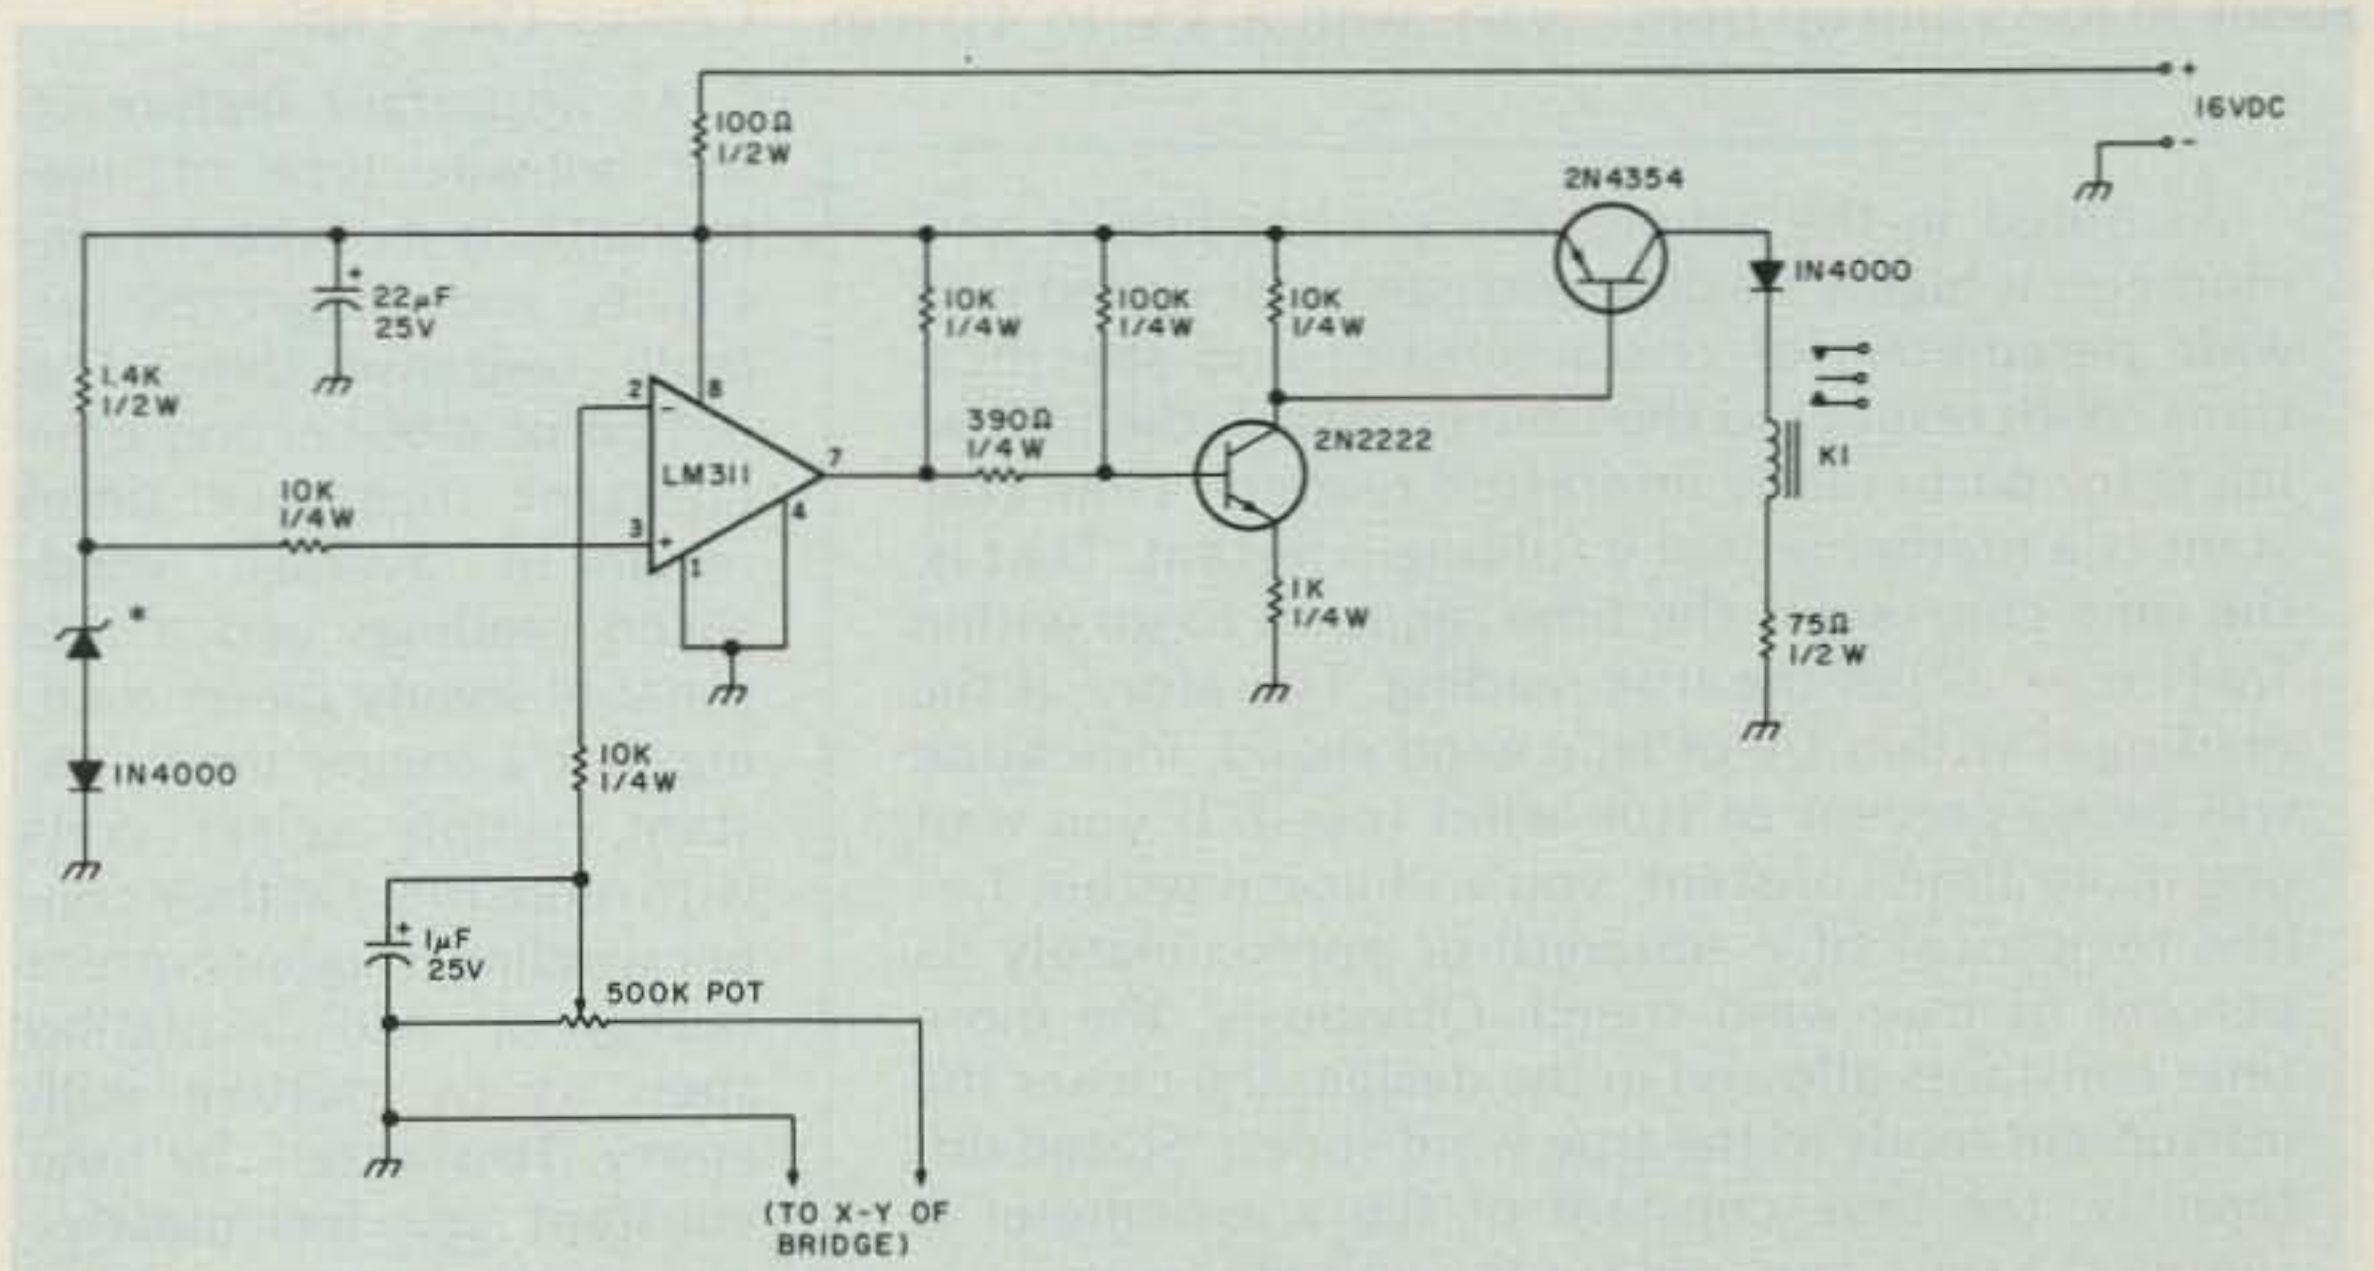 +
16VDC
-
100Ω
1/2W
2N4354
1N4000
+
22µF
25V
10K
1/4W
100K
1/4W
10K
1/4W
1.4K
1/2W
2
-
8
390Ω
1/4W
2N2222
K1
LM311
7
10K
1/4W
3
+
4
1
1K
1/4W
75Ω
1/2W
*
1N4000
10K
1/4W
+
1µF
25V
500K POT
(TO X-Y OF
BRIDGE)